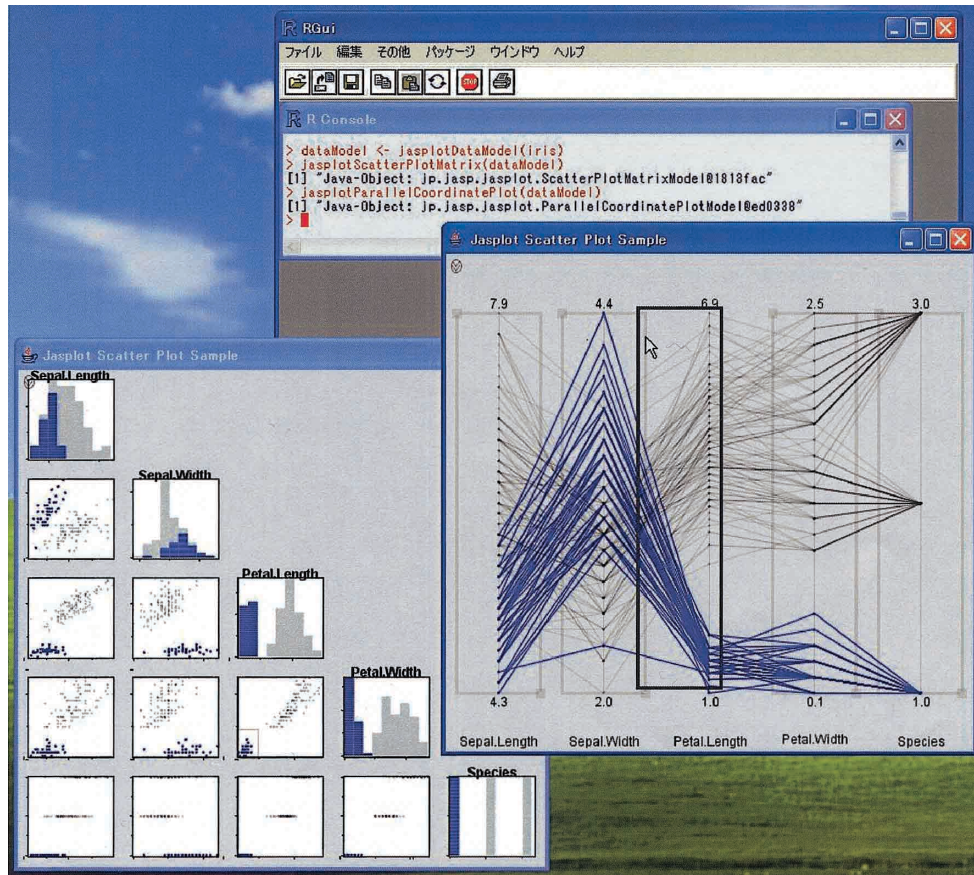 RGui
ファイル 編集 その他 パッケージ ウインドウ ヘルプ
STOP
R Console
> dataModel <- jasplotDataModel(iris)
> jasplotScatterPlotMatrix(dataModel)
[1] "Java-Object: jp.jasp.jasplot.ScatterPlotMatrixModel@1813fac"
> jasplotParallelCoordinatePlot(dataModel)
[1] "Java-Object: jp.jasp.jasplot.ParallelCoordinatePlotModel@ed0338"
>
Jasplot Scatter Plot Sample
7.9 4.4 6.9 2.5 3.0
4.3 2.0 1.0 0.1 1.0
Sepal.Length Sepal.Width Petal.Length Petal.Width Species
Jasplot Scatter Plot Sample
Sepal.Length
Sepal.Width
Petal.Length
Petal.Width
Species